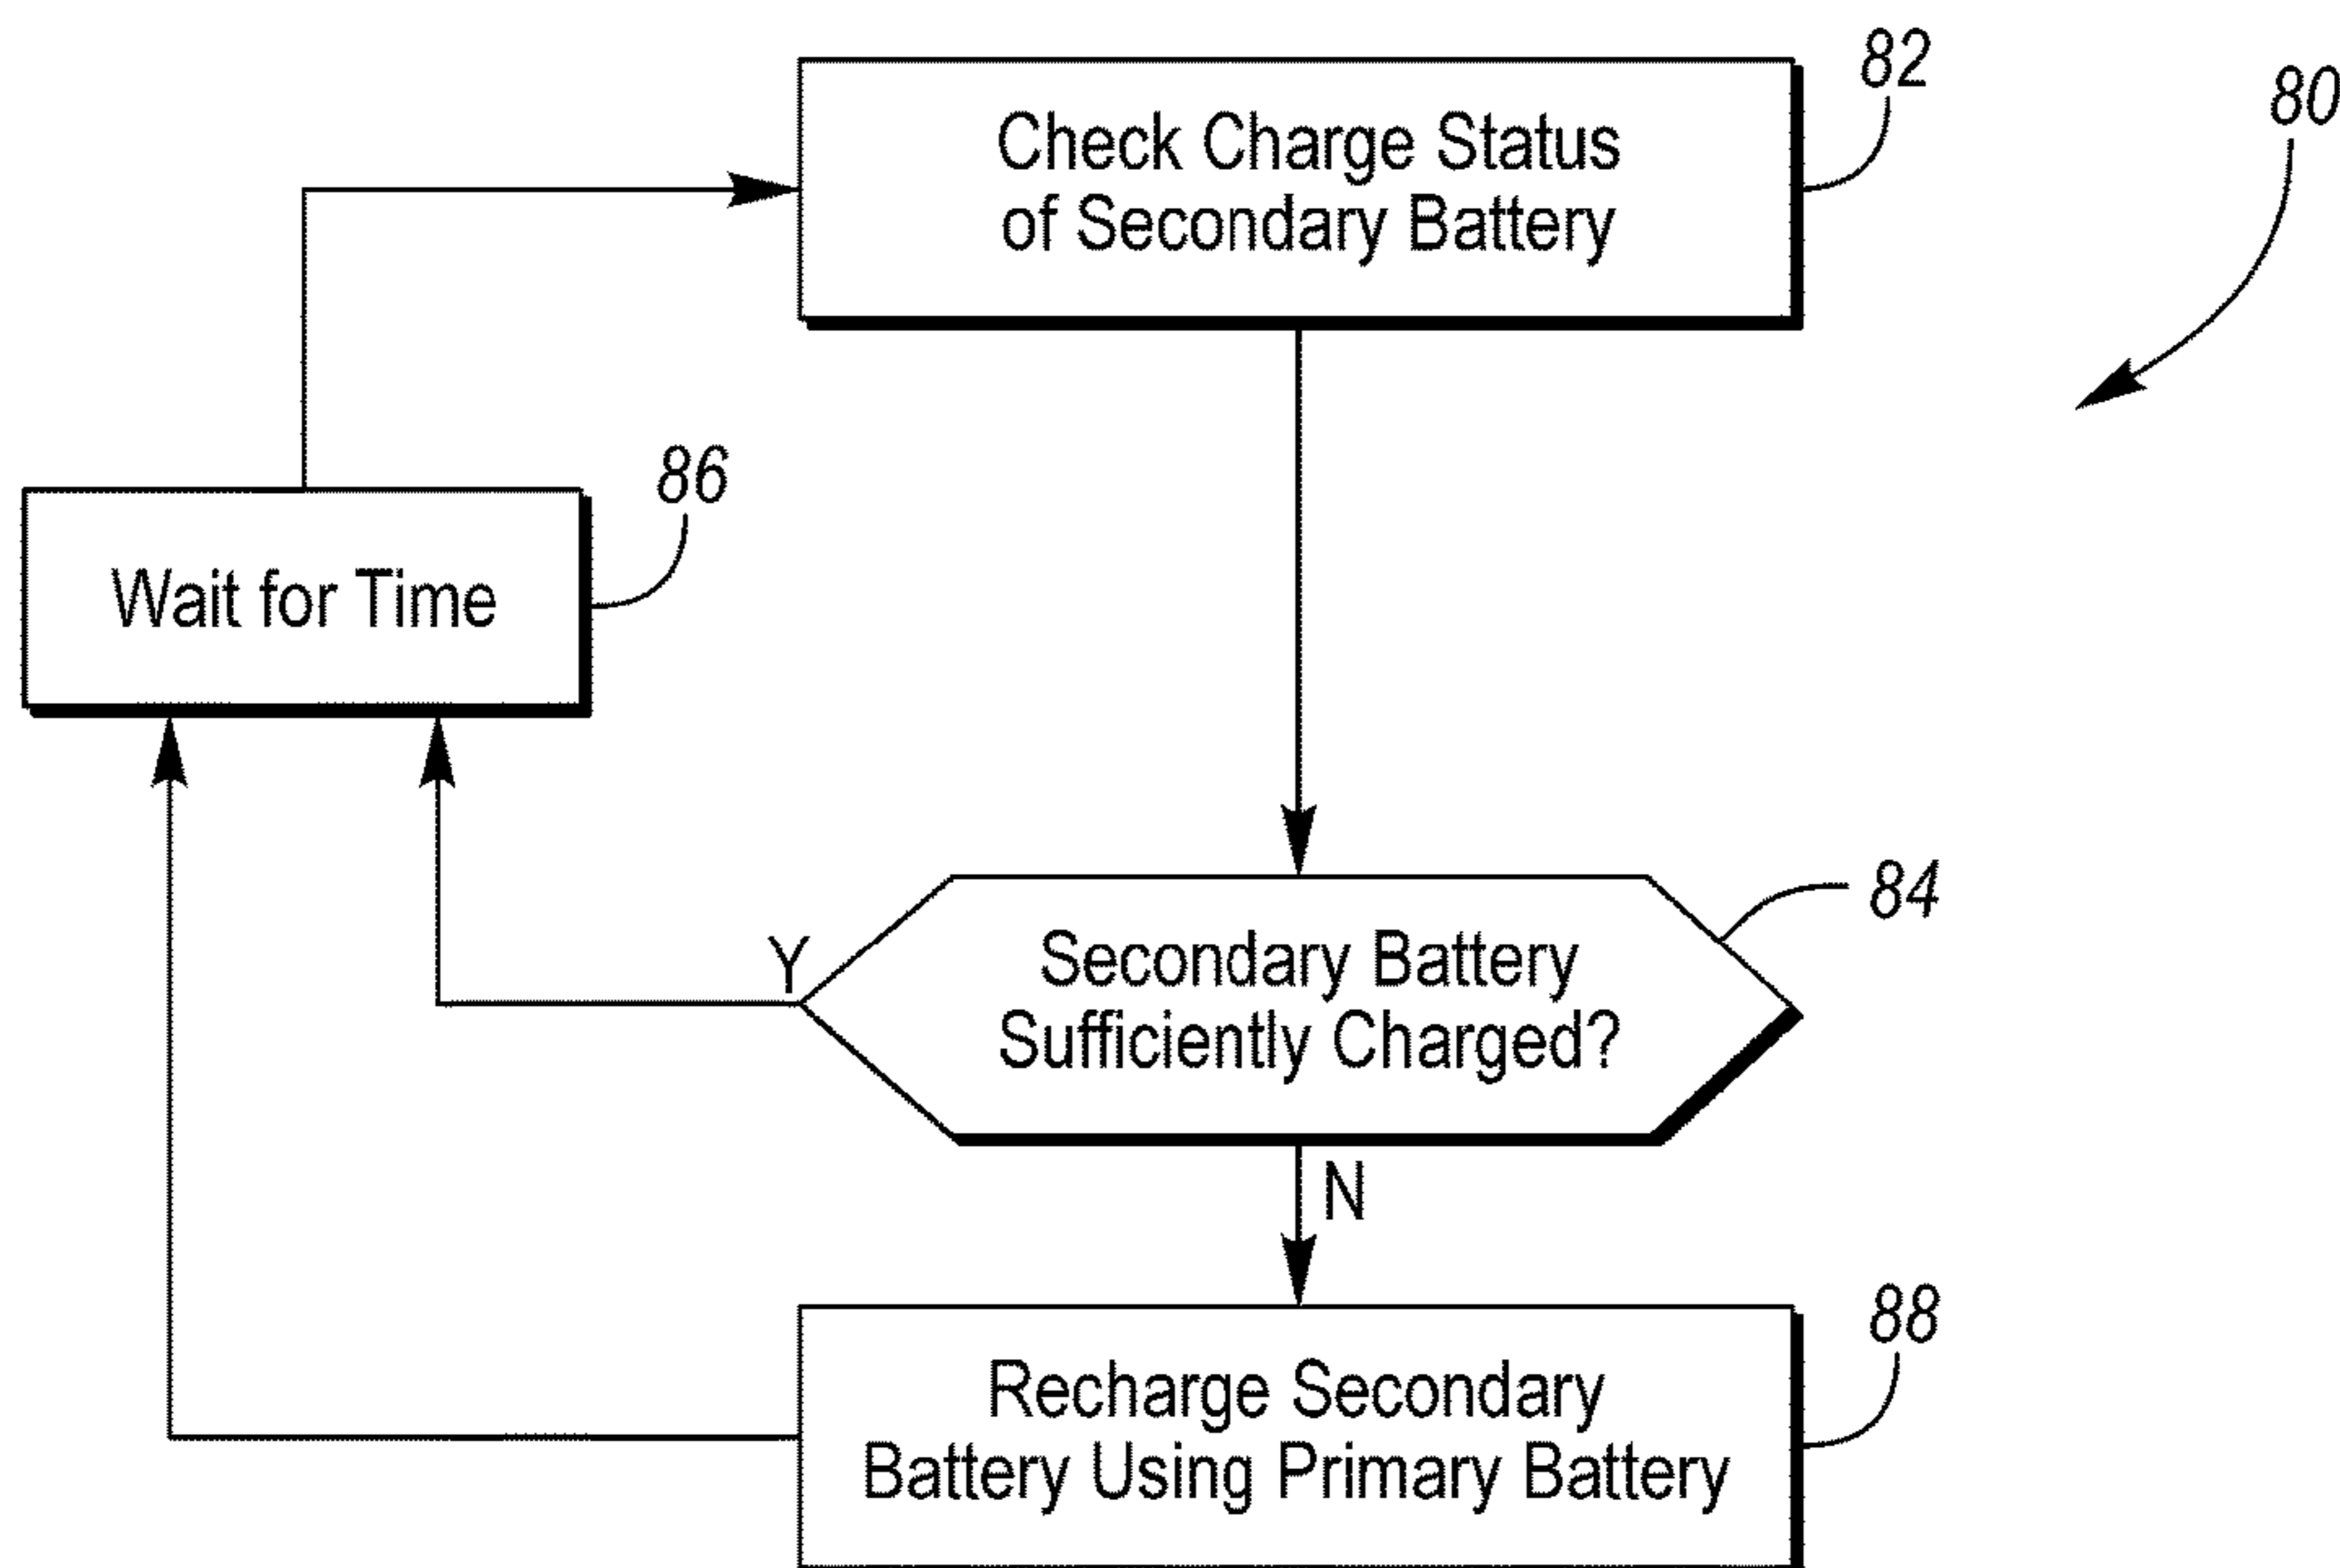 82
80
Check Charge Status
of Secondary Battery
86
Wait for Time
84
Y
Secondary Battery
Sufficiently Charged?
N
88
Recharge Secondary
Battery Using Primary Battery